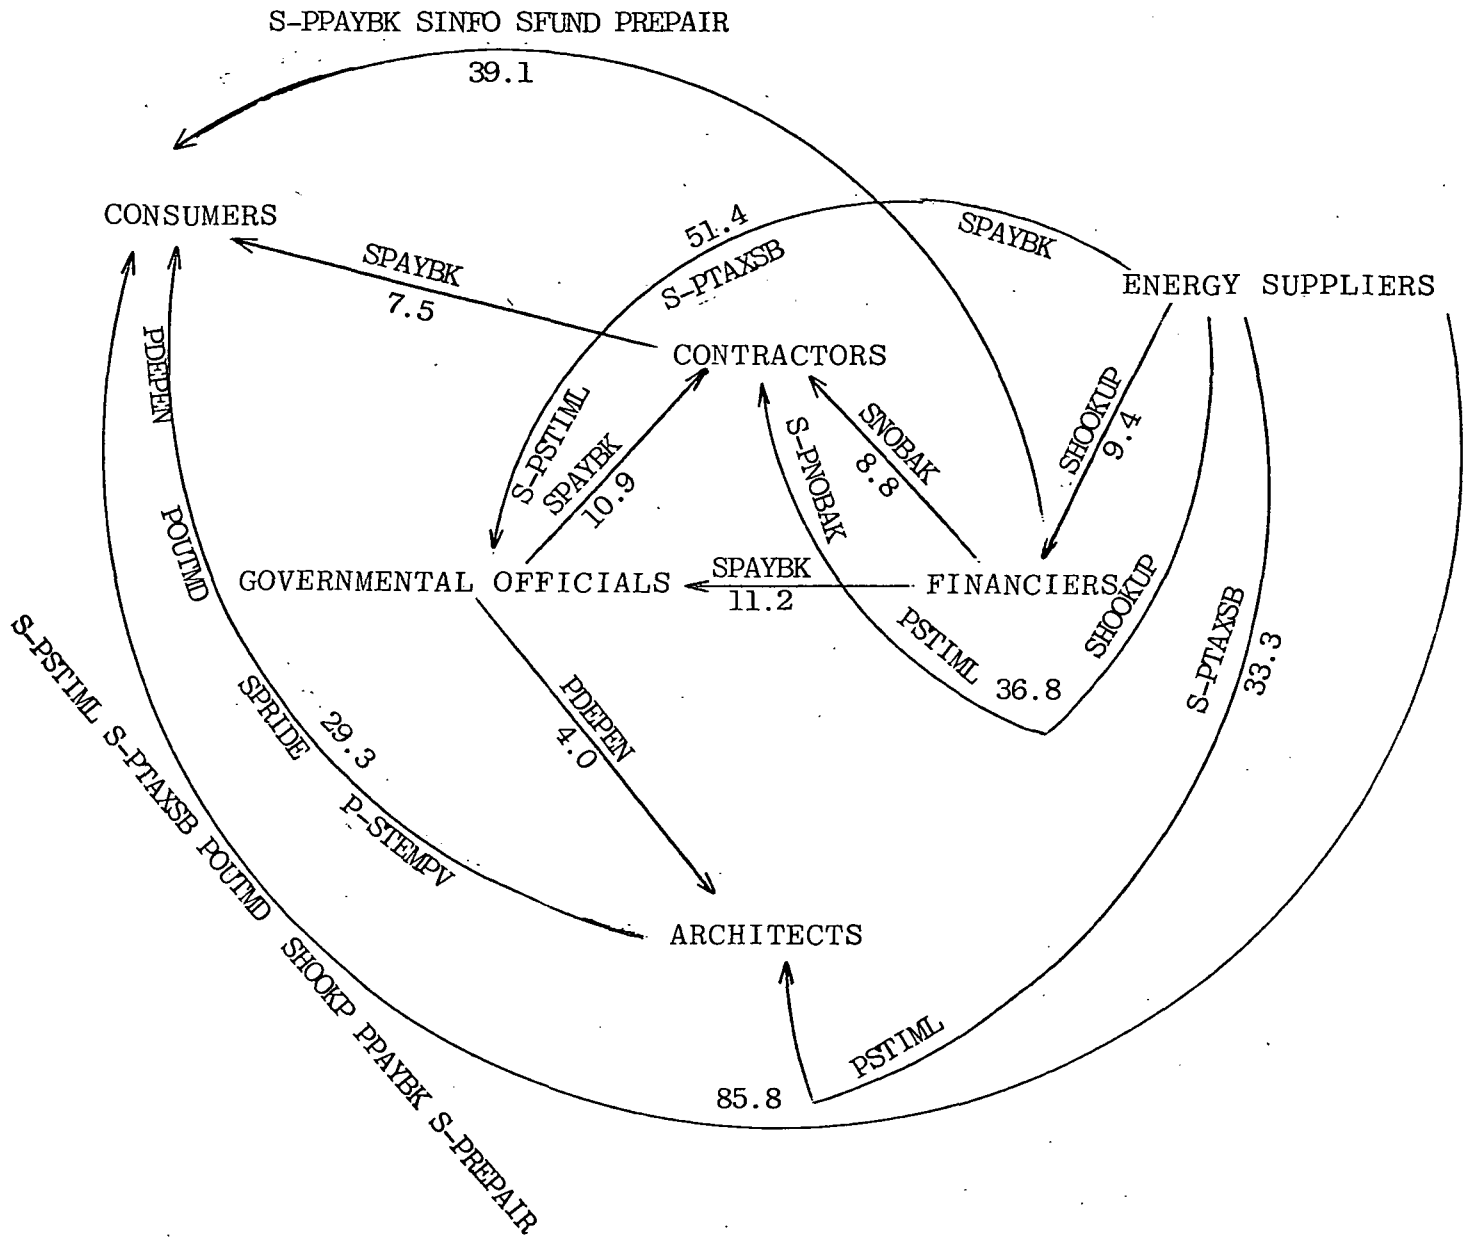 S-PPAYBK SINFO SFUND PREPAIR
39.1
CONSUMERS
51.4
SPAYBK
S-PTAXSB
SPAYBK
7.5
ENERGY SUPPLIERS
CONTRACTORS
PDEPEN
S-PSTIML
SPAYBK
10.9
S-PNOBAK
SNOBAK
8.8
SHOOKUP
9.4
POUTMD
GOVERNMENTAL OFFICIALS
SPAYBK
11.2
FINANCIERS
SHOOKUP
PSTIML
36.8
S-PTAXSB
33.3
SPRIDE
29.3
PDEPEN
4.0
P-STEMPV
ARCHITECTS
PSTIML
85.8
S-PSTIML S-PTAXSB POUTMD SHOOKP PPAYBK S-PREPAIR